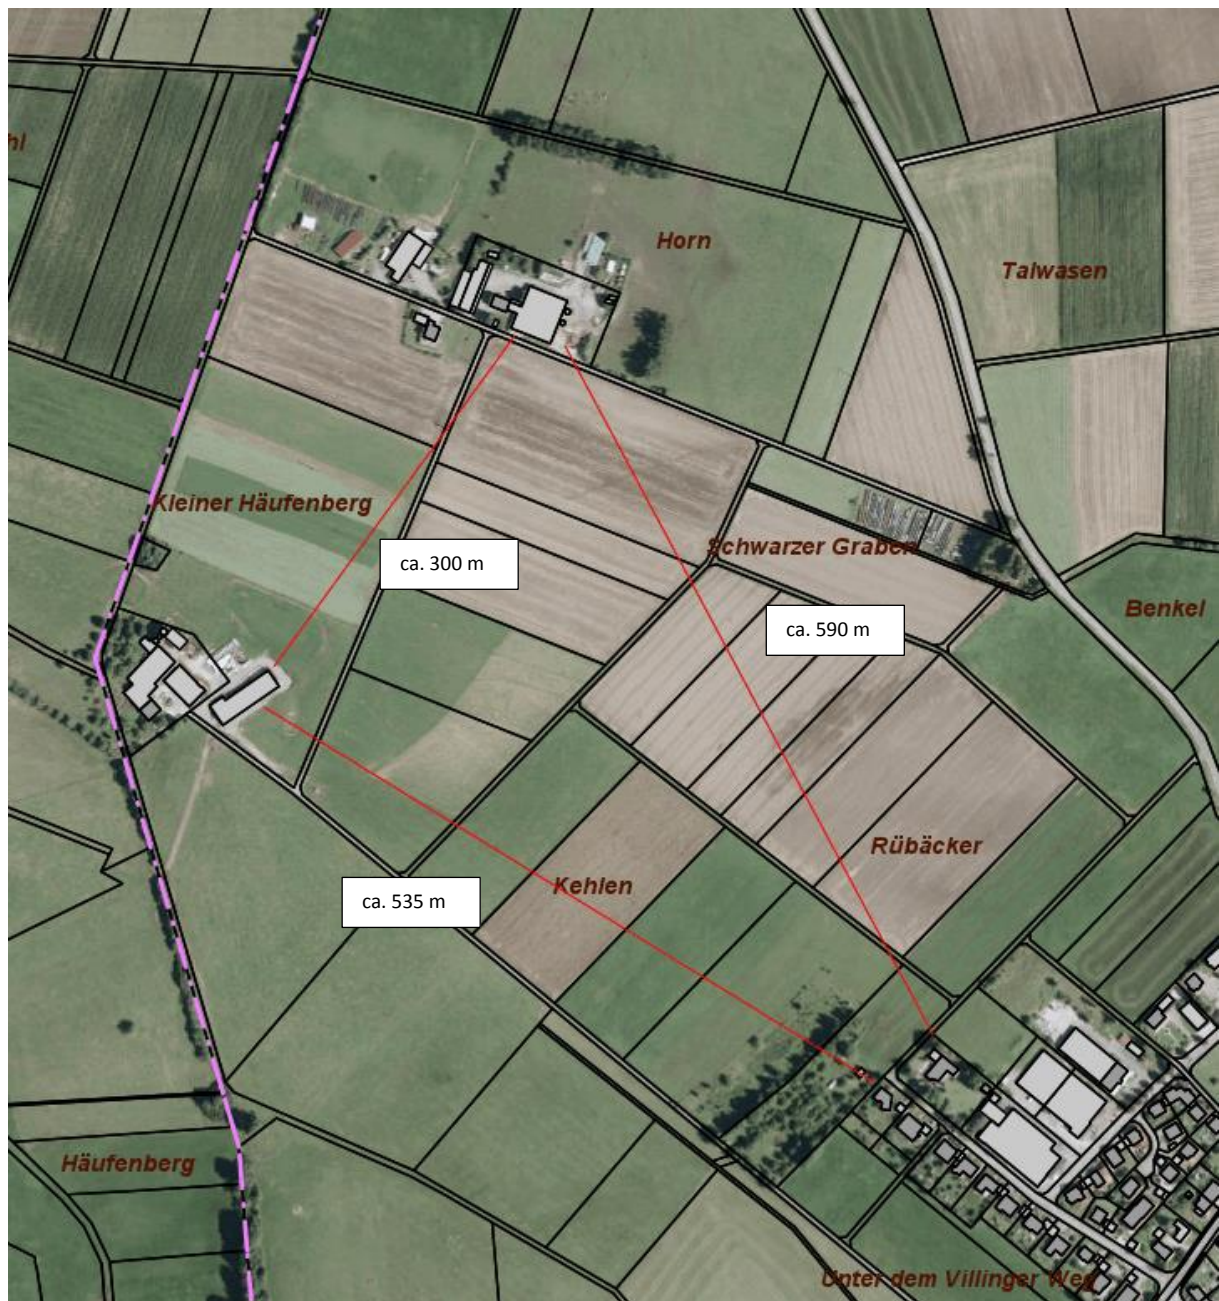 hl
Horn
Talwasen
Kleiner Häufenberg
Schwarzer Graben
ca. 300 m
Benkel
ca. 590 m
Rübäcker
Kehlen
ca. 535 m
Häufenberg
Unter dem Villinger Weg